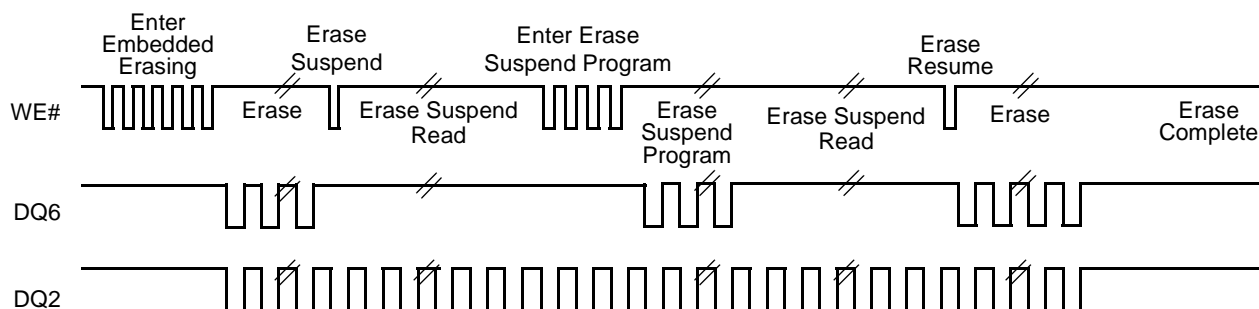 Enter
Embedded
Erasing
Erase
Suspend
Enter Erase
Suspend Program
Erase
Resume
WE#
Erase
Erase Suspend
Read
Erase
Suspend
Program
Erase Suspend
Read
Erase
Erase
Complete
DQ6
DQ2